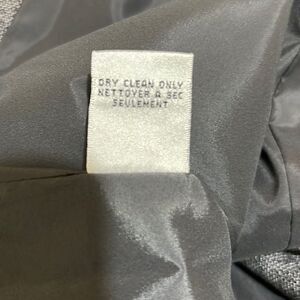 DRY CLEAN ONLY
NETTOYER A SEC
SEULEMENT